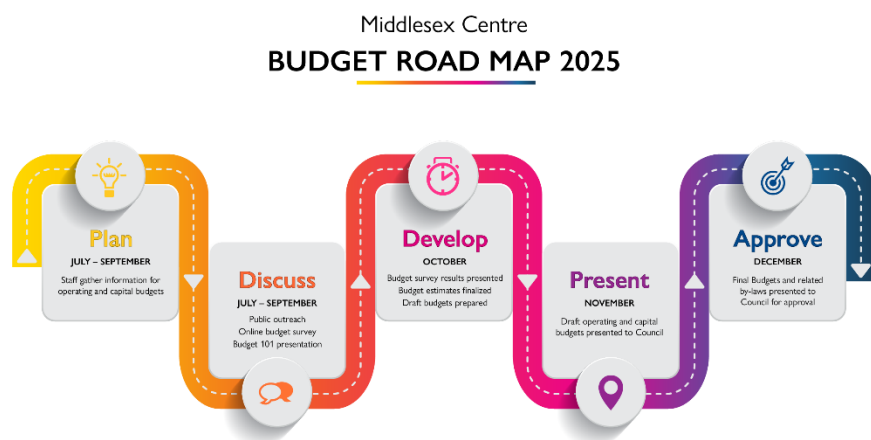 Middlesex Centre
BUDGET ROAD MAP 2025
Plan
JULY – SEPTEMBER
Staff gather information for
operating and capital budgets
Discuss
JULY – SEPTEMBER
Public outreach
Online budget survey
Budget 101 presentation
Develop
OCTOBER
Budget survey results presented
Budget estimates finalized
Draft budgets prepared
Present
NOVEMBER
Draft operating and capital
budgets presented to Council
Approve
DECEMBER
Final Budgets and related
by-laws presented to
Council for approval